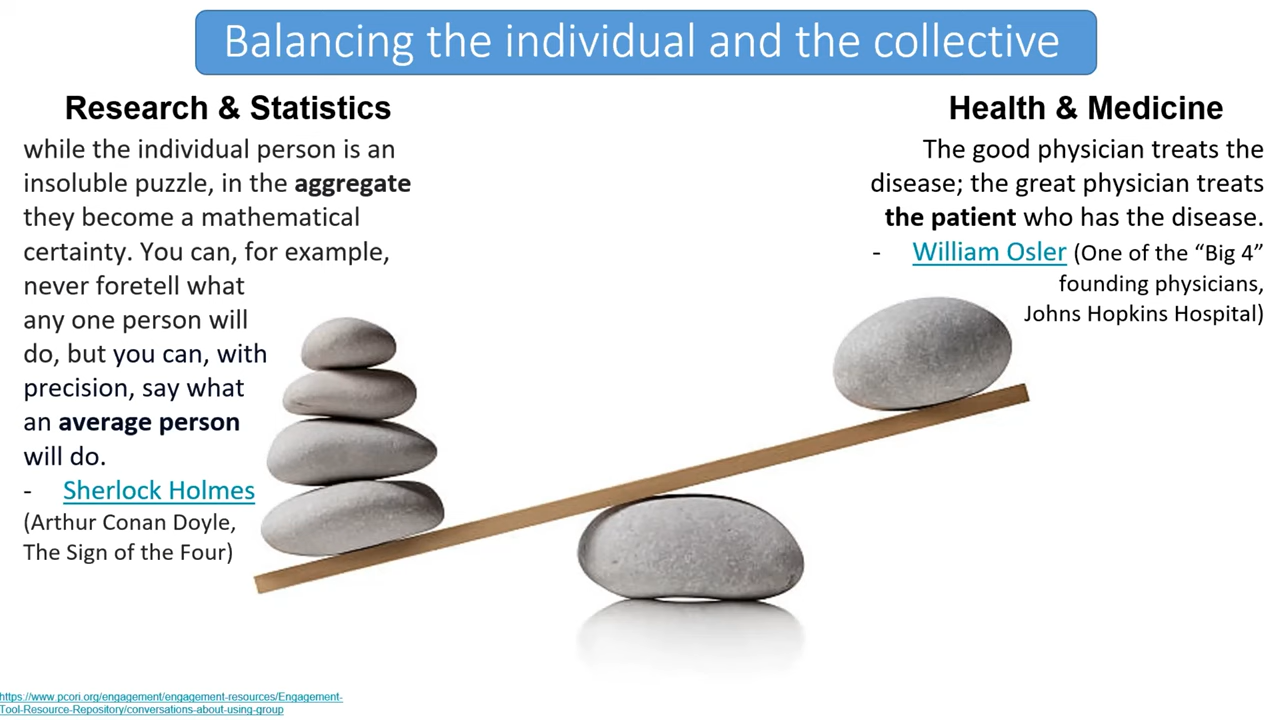 Balancing the individual and the collective
Research & Statistics
while the individual person is an
insoluble puzzle, in the aggregate
they become a mathematical
certainty. You can, for example,
never foretell what
any one person will
do, but you can, with
precision, say what
an average person
will do.
- Sherlock Holmes
(Arthur Conan Doyle,
The Sign of the Four)
Health & Medicine
The good physician treats the
disease; the great physician treats
the patient who has the disease.
- William Osler (One of the “Big 4”
founding physicians,
Johns Hopkins Hospital)
https://www.pcori.org/engagement/engagement-resources/Engagement-
Tool-Resource-Repository/conversations-about-using-group